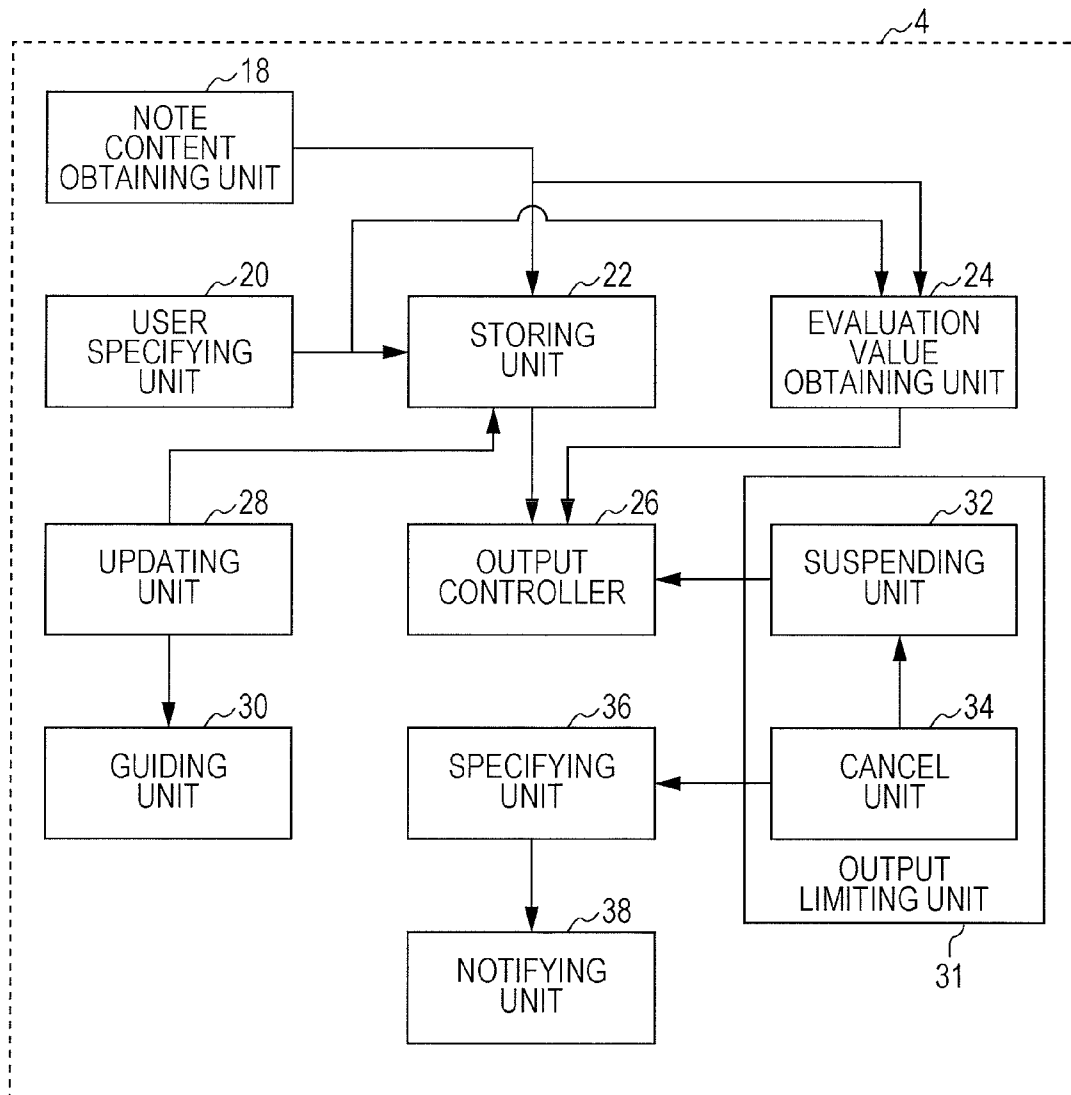 4
18
NOTE
CONTENT
OBTAINING UNIT
20
USER
SPECIFYING
UNIT
22
STORING
UNIT
24
EVALUATION
VALUE
OBTAINING UNIT
28
UPDATING
UNIT
26
OUTPUT
CONTROLLER
32
SUSPENDING
UNIT
30
GUIDING
UNIT
36
SPECIFYING
UNIT
34
CANCEL
UNIT
OUTPUT
LIMITING UNIT
31
38
NOTIFYING
UNIT